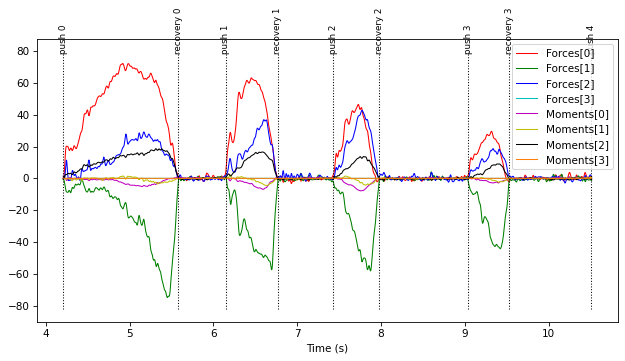 push 0
recovery 0
push 1
recovery 1
push 2
recovery 2
push 3
recovery 3
sh 4
Forces[0]
Forces[1]
Forces[2]
Forces[3]
Moments[0]
Moments[1]
Moments[2]
Moments[3]
80
60
40
20
0
−20
−40
−60
−80
4
5
6
7
8
9
10
Time (s)